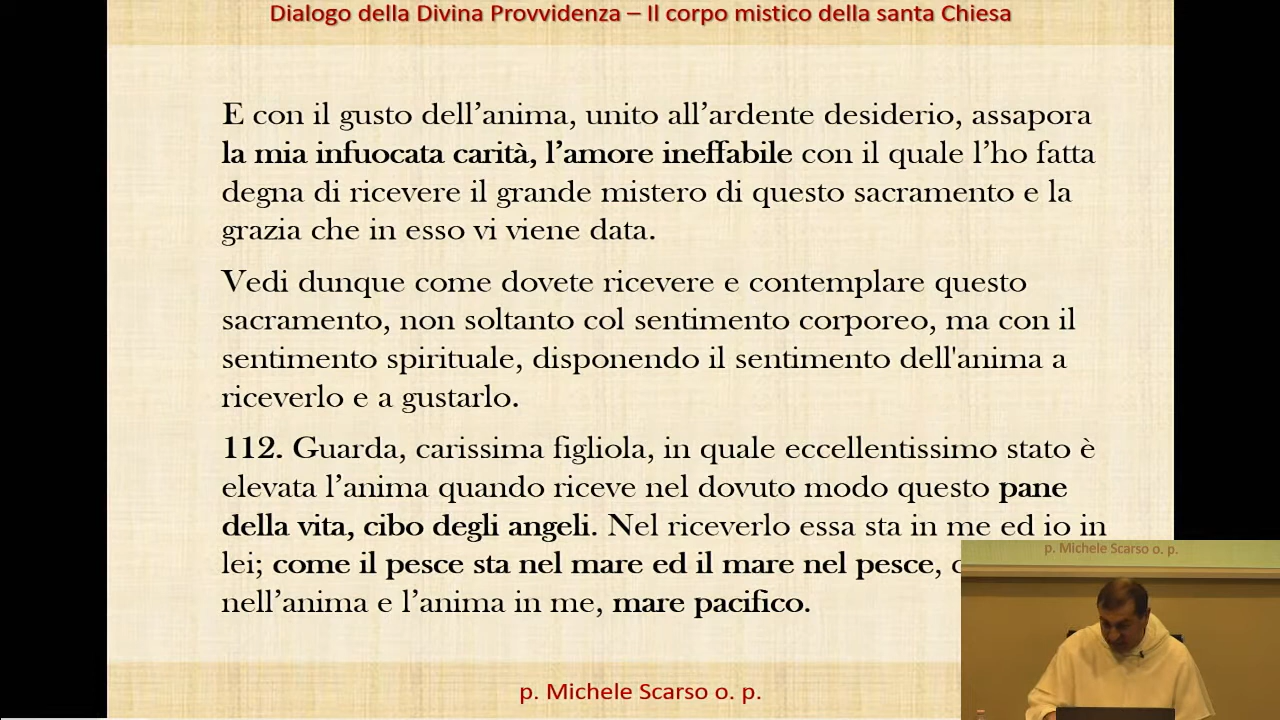 Dialogo della Divina Provvidenza – Il corpo mistico della santa Chiesa
E con il gusto dell’anima, unito all’ardente desiderio, assapora
la mia infuocata carità, l’amore ineffabile con il quale l’ho fatta
degna di ricevere il grande mistero di questo sacramento e la
grazia che in esso vi viene data.
Vedi dunque come dovete ricevere e contemplare questo
sacramento, non soltanto col sentimento corporeo, ma con il
sentimento spirituale, disponendo il sentimento dell'anima a
riceverlo e a gustarlo.
112. Guarda, carissima figliola, in quale eccellentissimo stato è
elevata l’anima quando riceve nel dovuto modo questo pane
della vita, cibo degli angeli. Nel riceverlo essa sta in me ed io in
lei; come il pesce sta nel mare ed il mare nel pesce,
nell’anima e l’anima in me, mare pacifico.
p. Michele Scarso o. p.
p. Michele Scarso o. p.